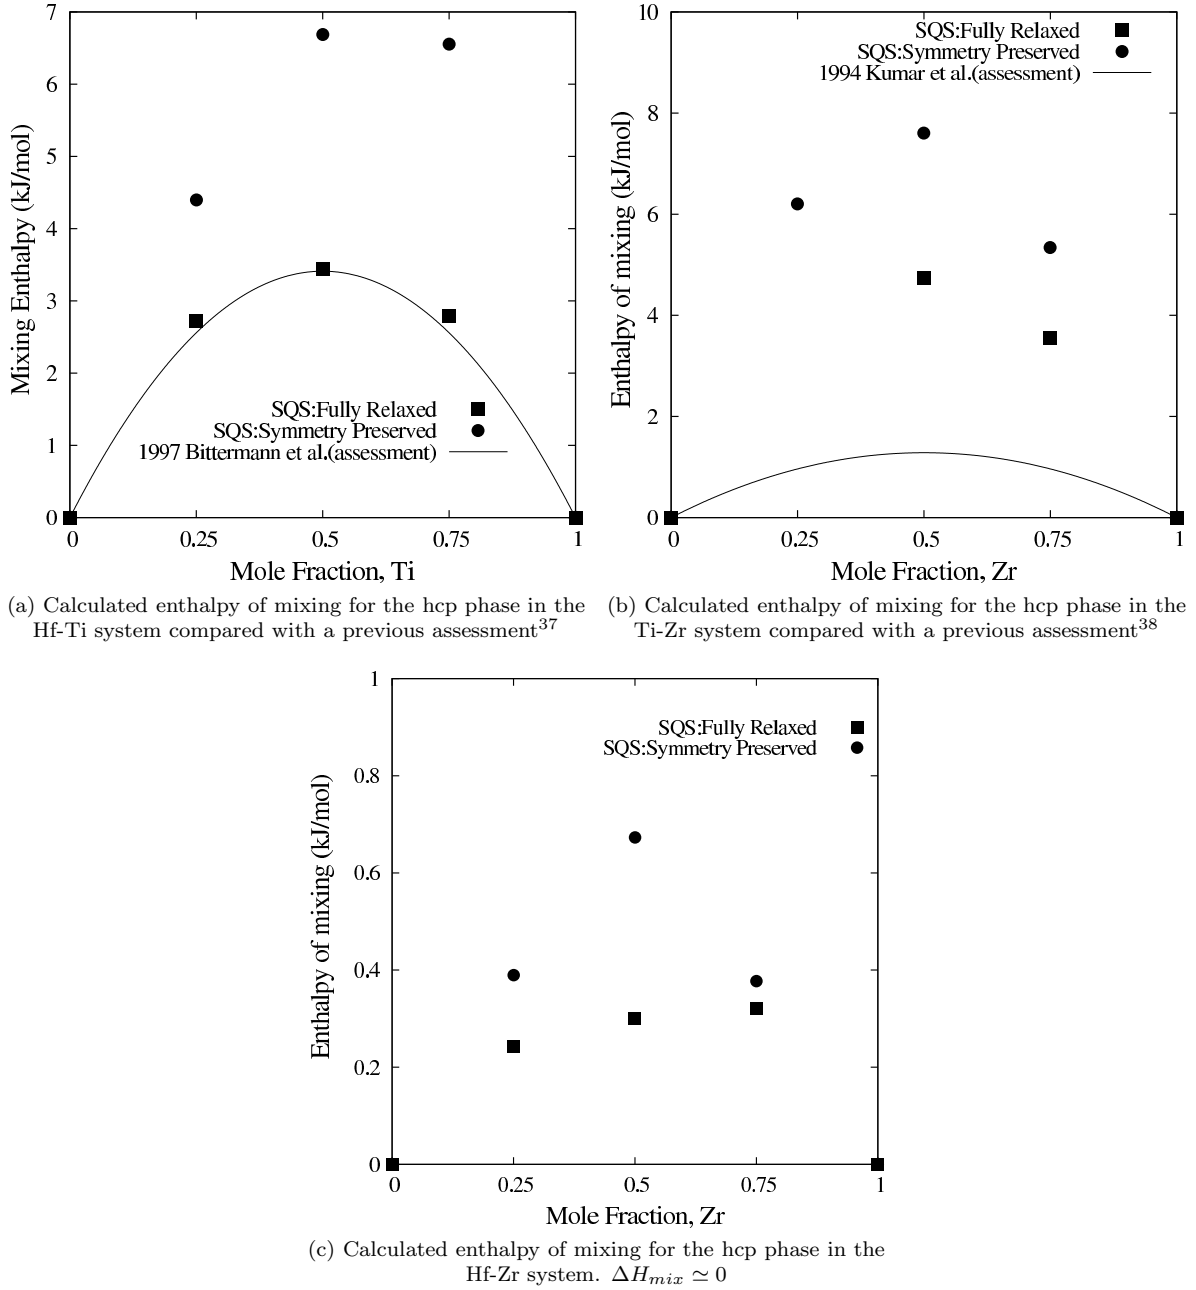 7
6
5
4
3
2
1
0
Mixing Enthalpy (kJ/mol)
SQS:Fully Relaxed
SQS:Symmetry Preserved
1997 Bittermann et al.(assessment)
0 0.25 0.5 0.75 1
Mole Fraction, Ti
(a) Calculated enthalpy of mixing for the hcp phase in the
Hf-Ti system compared with a previous assessment37
10
8
6
4
2
0
Enthalpy of mixing (kJ/mol)
SQS:Fully Relaxed
SQS:Symmetry Preserved
1994 Kumar et al.(assessment)
0 0.25 0.5 0.75 1
Mole Fraction, Zr
(b) Calculated enthalpy of mixing for the hcp phase in the
Ti-Zr system compared with a previous assessment38
1
0.8
0.6
0.4
0.2
0
Enthalpy of mixing (kJ/mol)
SQS:Fully Relaxed
SQS:Symmetry Preserved
0 0.25 0.5 0.75 1
Mole Fraction, Zr
(c) Calculated enthalpy of mixing for the hcp phase in the
Hf-Zr system. ΔHmix ≃ 0